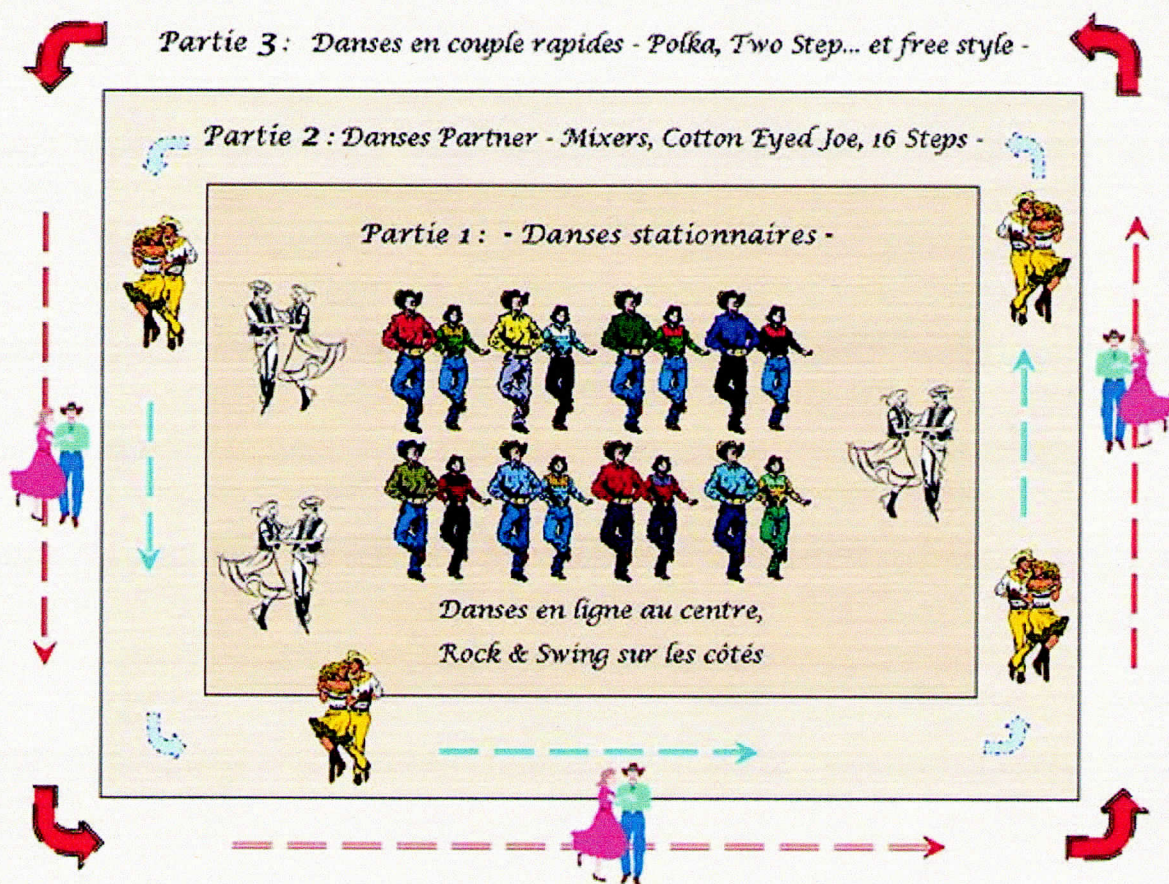 Partie 3 : Danses en couple rapides - Polka, Two Step... et free style -
Partie 2 : Danses Partner - Mixers, Cotton Eyed Joe, 16 Steps -
Partie 1 : - Danses stationnaires -
Danses en ligne au centre,
Rock & Swing sur les côtés